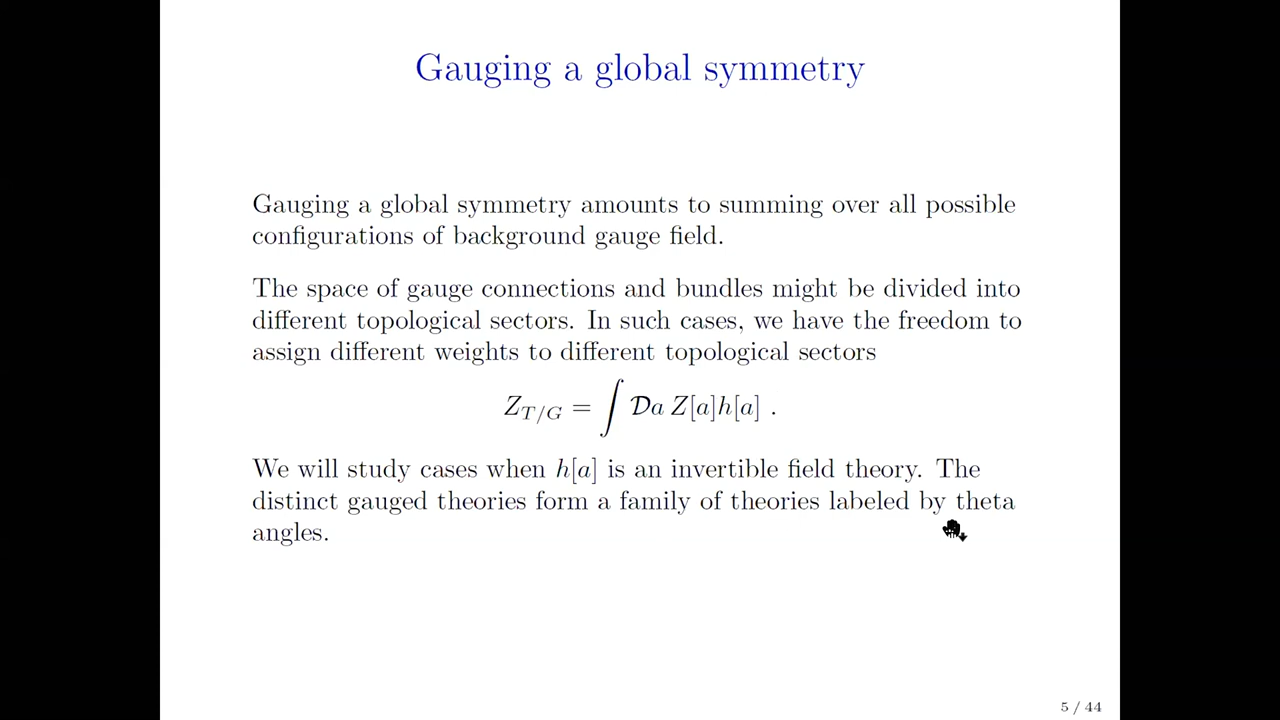 Gauging a global symmetry
Gauging a global symmetry amounts to summing over all possible
configurations of background gauge field.
The space of gauge connections and bundles might be divided into
different topological sectors. In such cases, we have the freedom to
assign different weights to different topological sectors
Z_{T/G} = ∫ 𝒟a Z[a]h[a] .
We will study cases when h[a] is an invertible field theory. The
distinct gauged theories form a family of theories labeled by theta
angles.
5 / 44